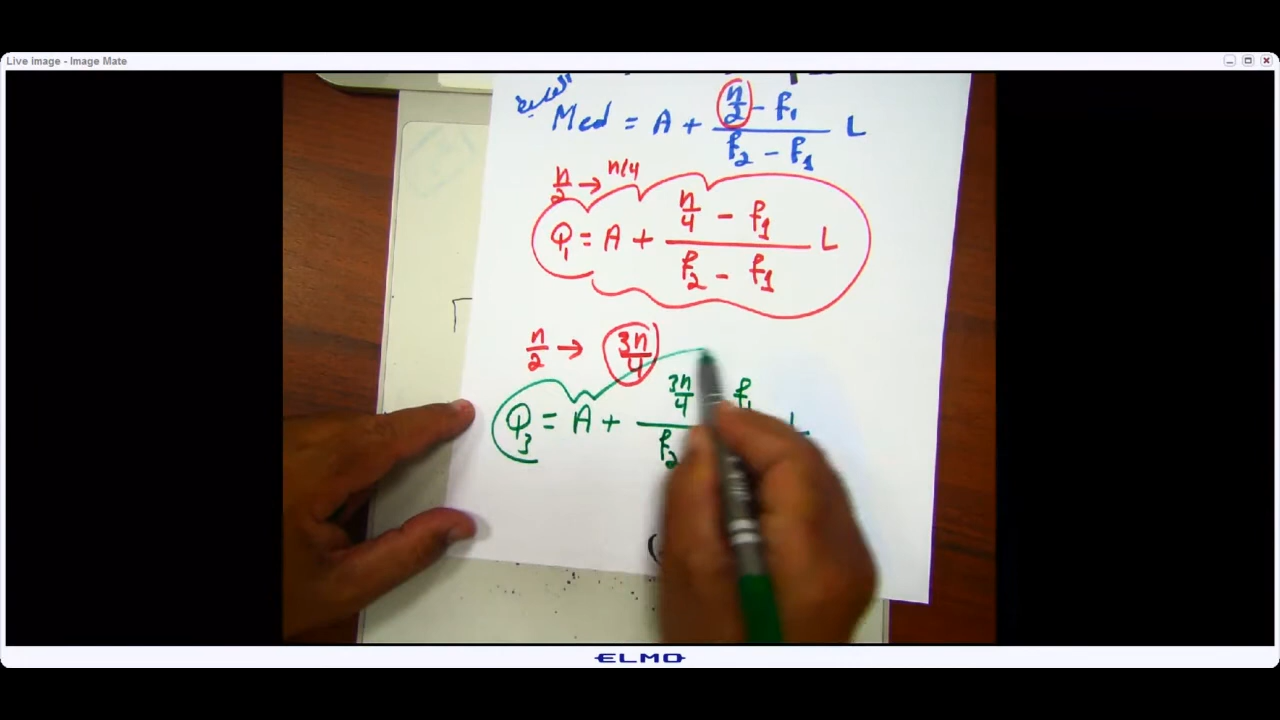 Live image - Image Mate
Med = A + (n/2 - f₁)/(f₂ - f₁) L
n/2 → n/4
Q₁ = A + (n/4 - f₁)/(f₂ - f₁) L
n/2 → 3n/4
Q₃ = A + 3n/4 f₁ / f₂
ELMO